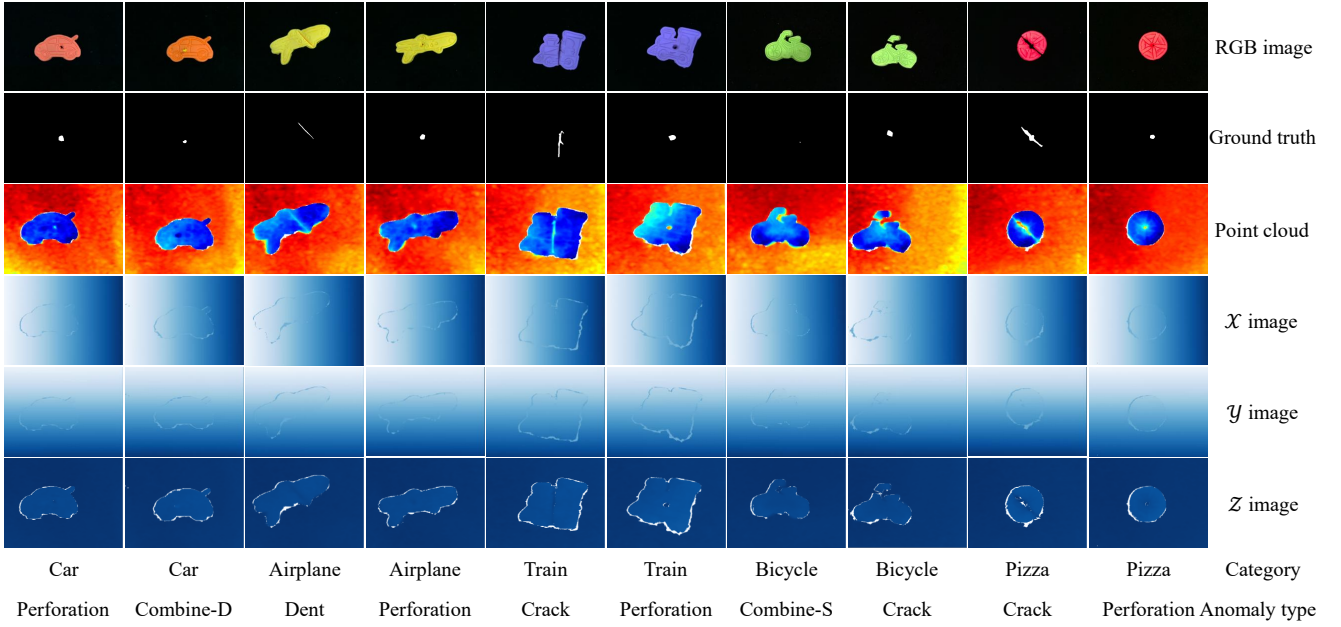 RGB image
Ground truth
Point cloud
𝒳 image
𝒴 image
𝒵 image
Car Car Airplane Airplane Train Train Bicycle Bicycle Pizza Pizza Category
Perforation Combine-D Dent Perforation Crack Perforation Combine-S Crack Crack Perforation Anomaly type